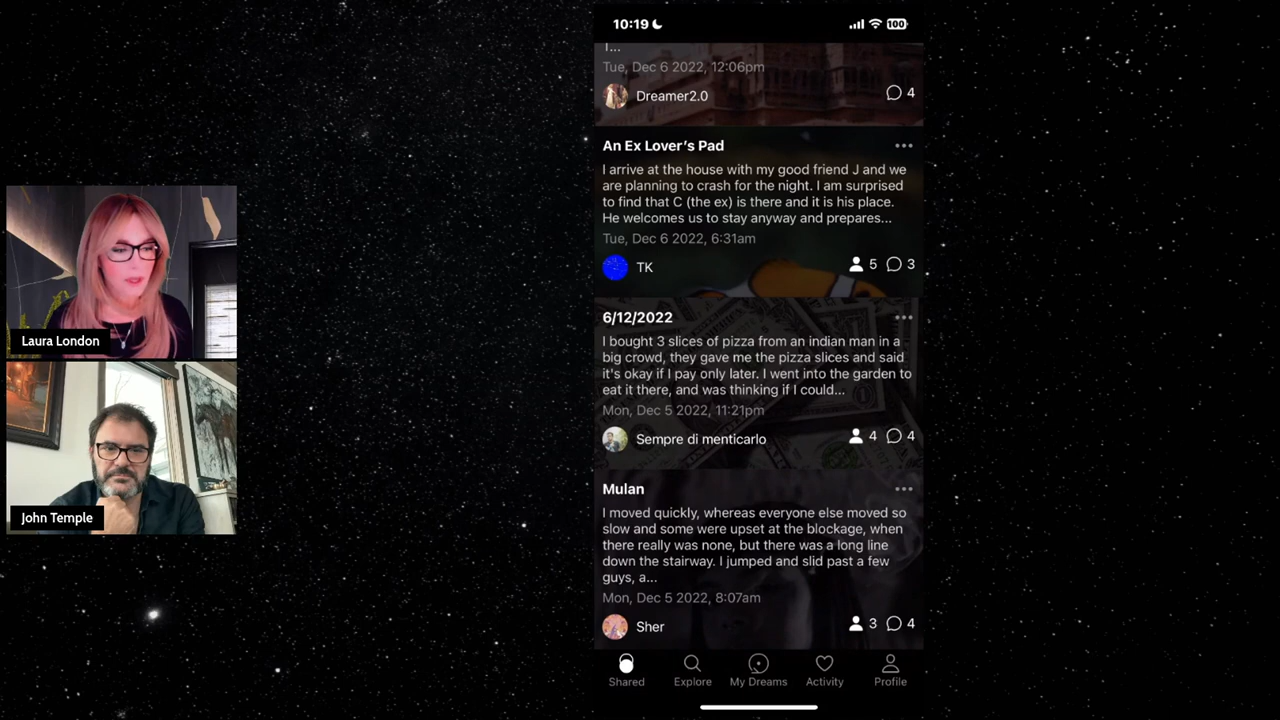 Laura London
John Temple
10:19
100
T...
Tue, Dec 6 2022, 12:06pm
Dreamer2.0
4
An Ex Lover's Pad
I arrive at the house with my good friend J and we
are planning to crash for the night. I am surprised
to find that C (the ex) is there and it is his place.
He welcomes us to stay anyway and prepares...
Tue, Dec 6 2022, 6:31am
TK
5
3
6/12/2022
I bought 3 slices of pizza from an indian man in a
big crowd, they gave me the pizza slices and said
it's okay if I pay only later. I went into the garden to
eat it there, and was thinking if I could...
Mon, Dec 5 2022, 11:21pm
Sempre di menticarlo
4
4
Mulan
I moved quickly, whereas everyone else moved so
slow and some were upset at the blockage, when
there really was none, but there was a long line
down the stairway. I jumped and slid past a few
guys, a...
Mon, Dec 5 2022, 8:07am
Sher
3
4
Shared
Explore
My Dreams
Activity
Profile